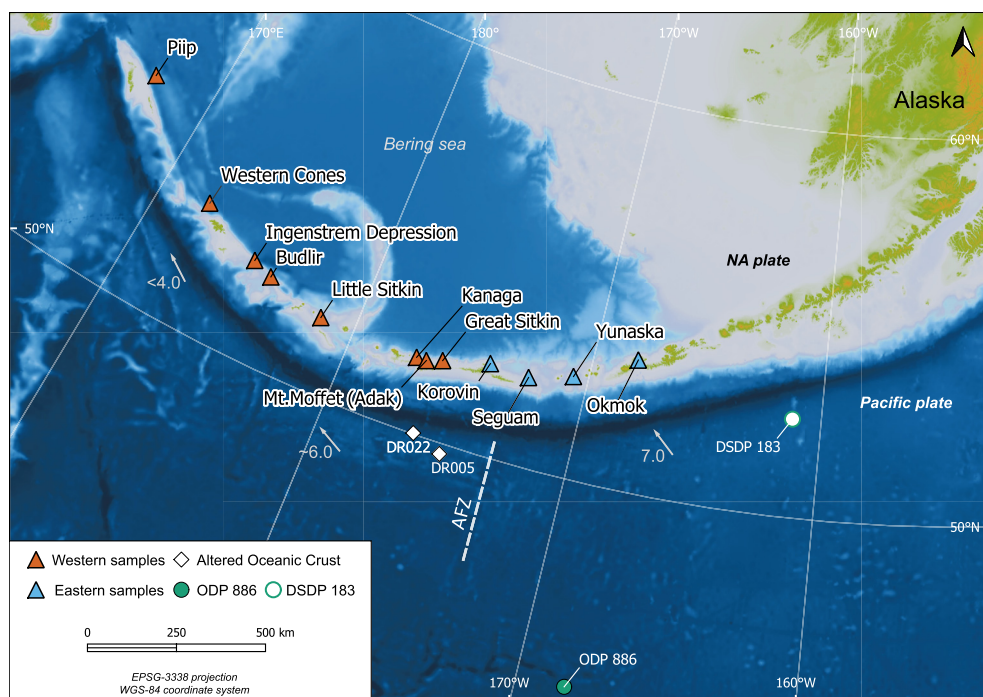 170°E
180°
170°W
160°W
Piip
Alaska
60°N
Bering sea
Western Cones
50°N
Ingenstrem Depression
Budlir
NA plate
<4.0
Little Sitkin
Kanaga
Great Sitkin
Yunaska
Mt.Moffet (Adak)
Korovin
Seguam
Okmok
Pacific plate
DR022
~6.0
DR005
7.0
DSDP 183
AFZ
50°N
Western samples
Altered Oceanic Crust
Eastern samples
ODP 886
DSDP 183
0 250 500 km
EPSG-3338 projection
WGS-84 coordinate system
ODP 886
170°W
160°W